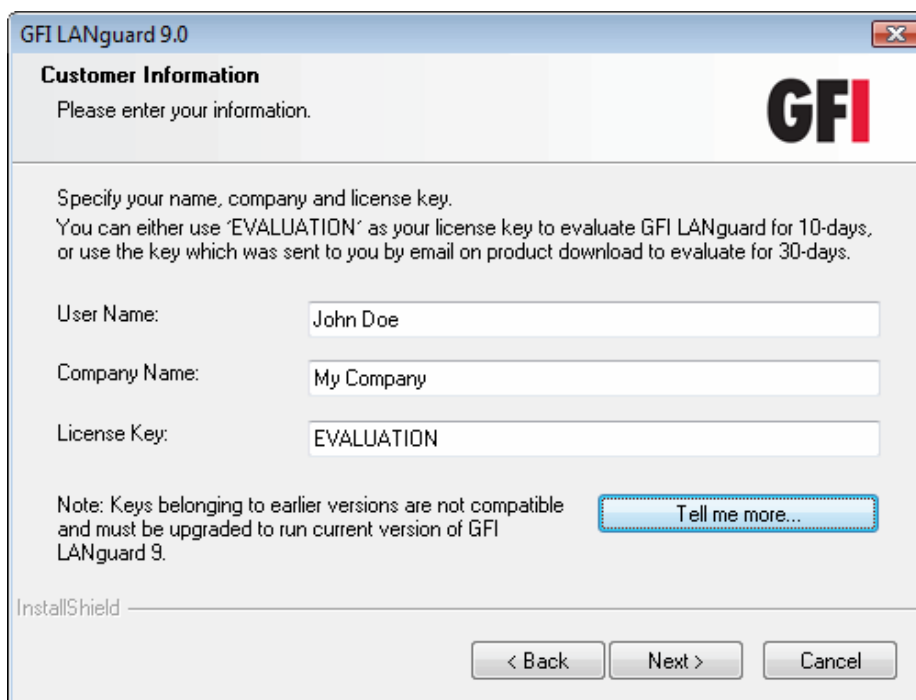 GFI LANguard 9.0
Customer Information
Please enter your information.
GFI
Specify your name, company and license key.
You can either use ´EVALUATION´ as your license key to evaluate GFI LANguard for 10-days,
or use the key which was sent to you by email on product download to evaluate for 30-days.
User Name:
John Doe
Company Name:
My Company
License Key:
EVALUATION
Note: Keys belonging to earlier versions are not compatible
and must be upgraded to run current version of GFI
LANguard 9.
Tell me more...
InstallShield
< Back
Next >
Cancel